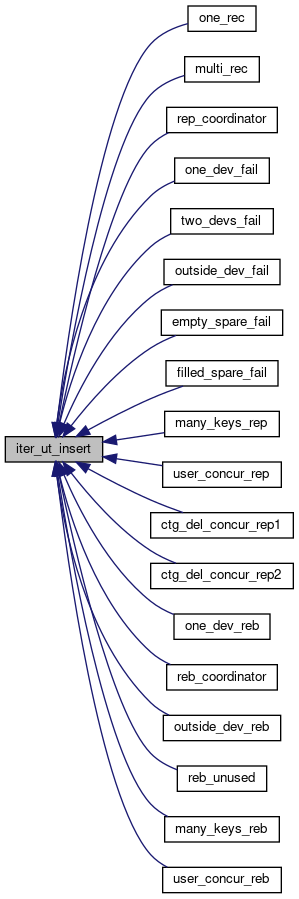 one_rec
multi_rec
rep_coordinator
one_dev_fail
two_devs_fail
outside_dev_fail
empty_spare_fail
filled_spare_fail
many_keys_rep
iter_ut_insert
user_concur_rep
ctg_del_concur_rep1
ctg_del_concur_rep2
one_dev_reb
reb_coordinator
outside_dev_reb
reb_unused
many_keys_reb
user_concur_reb